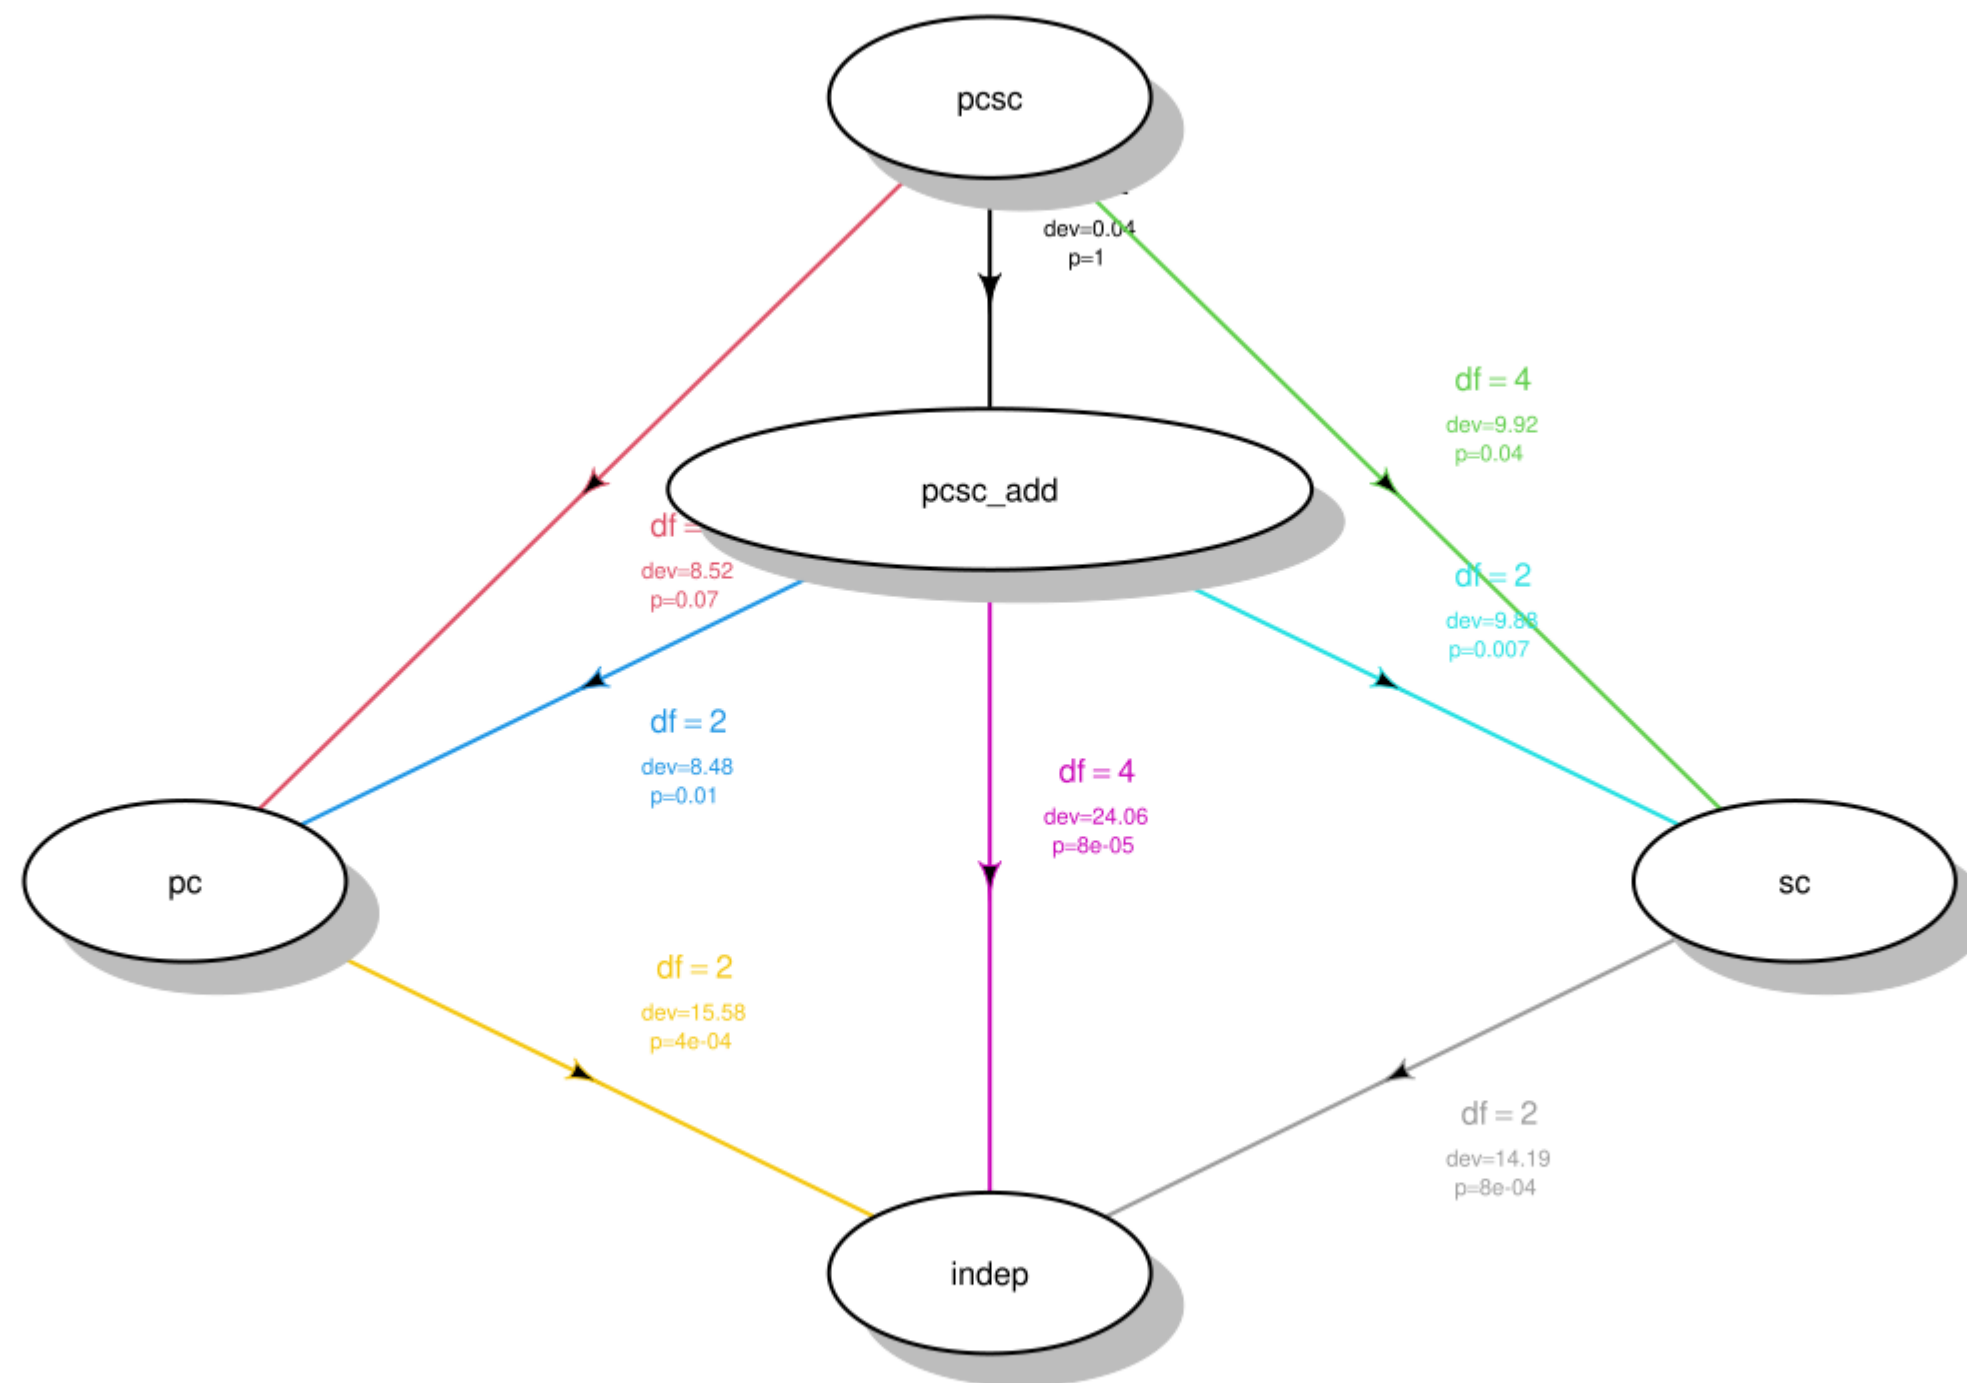 pcsc
dev=0.04
p=1
df = 4
dev=9.92
p=0.04
pcsc_add
df =
dev=8.52
p=0.07
df = 2
dev=9.88
p=0.007
df = 2
dev=8.48
p=0.01
df = 4
dev=24.06
p=8e-05
pc
sc
df = 2
dev=15.58
p=4e-04
df = 2
dev=14.19
p=8e-04
indep